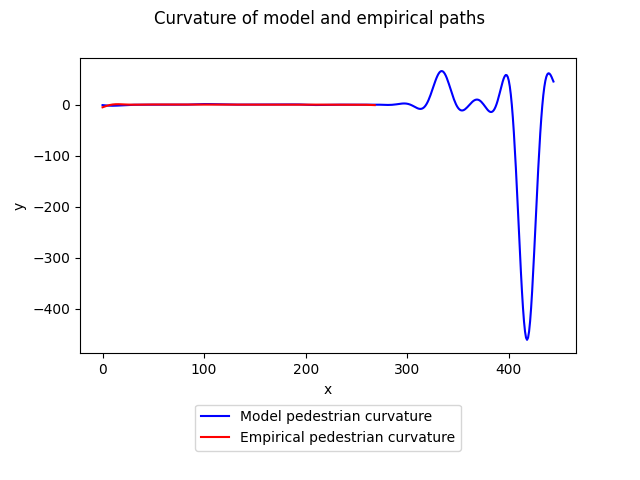 Curvature of model and empirical paths
y
0
−100
−200
−300
−400
0 100 200 300 400
x
Model pedestrian curvature
Empirical pedestrian curvature